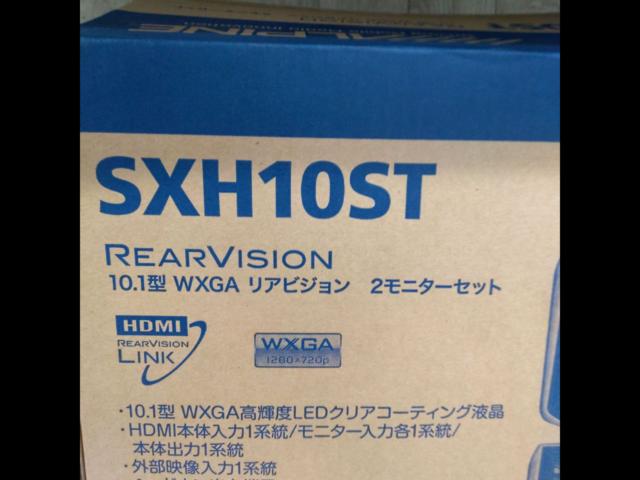 ALPINE
SXH10ST
REARVISION
10.1型 WXGA リアビジョン 2モニターセット
HDMI
REARVISION
LINK
WXGA
1280×720p
・10.1型 WXGA高輝度LEDクリアコーティング液晶
・HDMI本体入力1系統/モニター入力各1系統/
本体出力1系統
・外部映像入力1系統